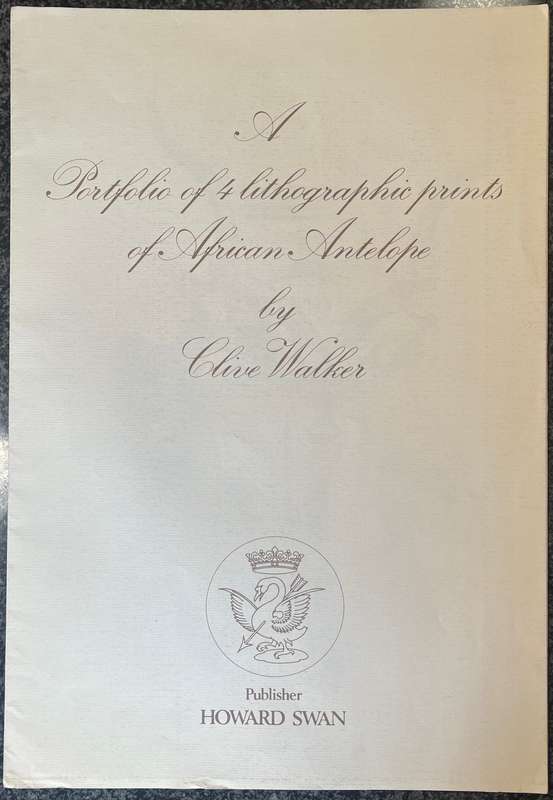 A
Portfolio of 4 lithographic prints
of African Antelope
by
Clive Walker
Publisher
HOWARD SWAN